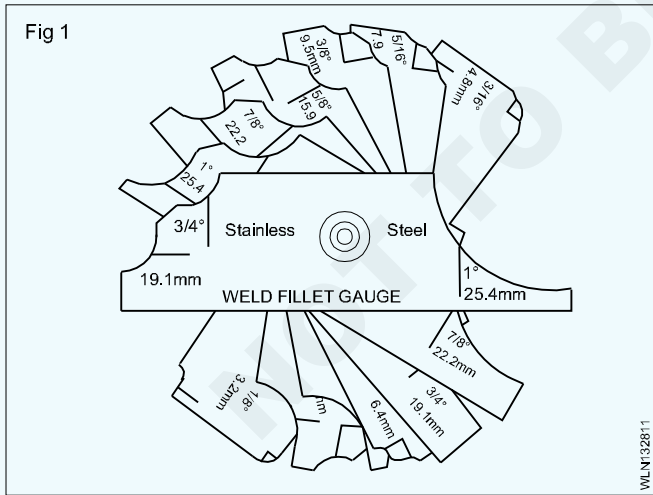 Fig 1
3/8°
9.5mm
5/16°
7.9
3/16°
4.8mm
5/8°
15.9
7/8°
22.2
1°
25.4
3/4°
19.1mm
Stainless
Steel
WELD FILLET GAUGE
1°
25.4mm
7/8°
22.2mm
3/4°
19.1mm
6.4mm
1/8°
3.2mm
WLN132811
NOT TO B